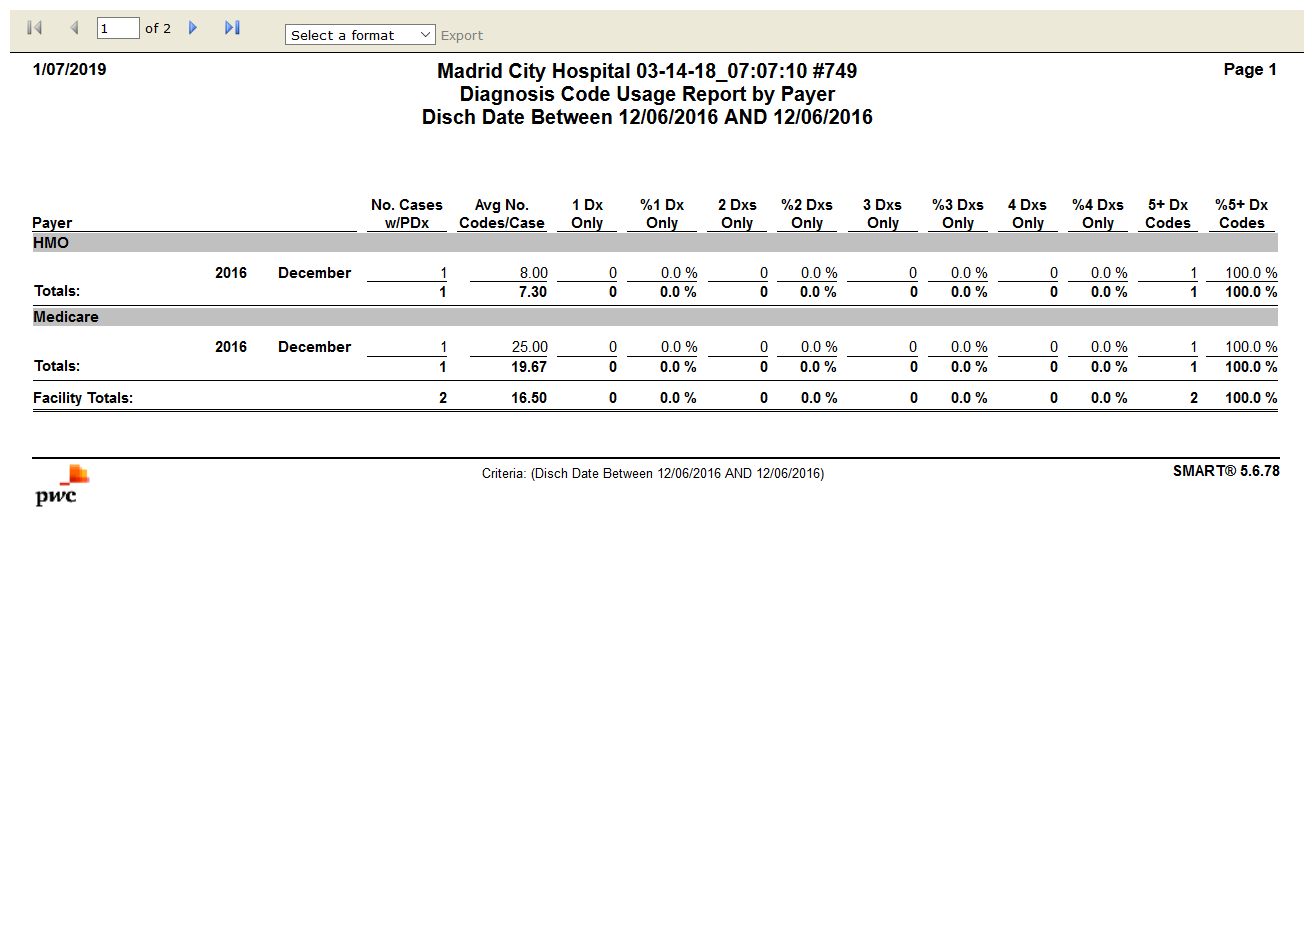 1 of 2 Select a format Export
1/07/2019 Madrid City Hospital 03-14-18_07:07:10 #749 Page 1
Diagnosis Code Usage Report by Payer
Disch Date Between 12/06/2016 AND 12/06/2016
No. Cases Avg No. 1 Dx %1 Dx 2 Dxs %2 Dxs 3 Dxs %3 Dxs 4 Dxs %4 Dxs 5+ Dx %5+ Dx
Payer w/PDx Codes/Case Only Only Only Only Only Only Only Only Codes Codes
HMO
2016 December 1 8.00 0 0.0 % 0 0.0 % 0 0.0 % 0 0.0 % 1 100.0 %
Totals: 1 7.30 0 0.0 % 0 0.0 % 0 0.0 % 0 0.0 % 1 100.0 %
Medicare
2016 December 1 25.00 0 0.0 % 0 0.0 % 0 0.0 % 0 0.0 % 1 100.0 %
Totals: 1 19.67 0 0.0 % 0 0.0 % 0 0.0 % 0 0.0 % 1 100.0 %
Facility Totals: 2 16.50 0 0.0 % 0 0.0 % 0 0.0 % 0 0.0 % 2 100.0 %
Criteria: (Disch Date Between 12/06/2016 AND 12/06/2016) SMART® 5.6.78
pwc